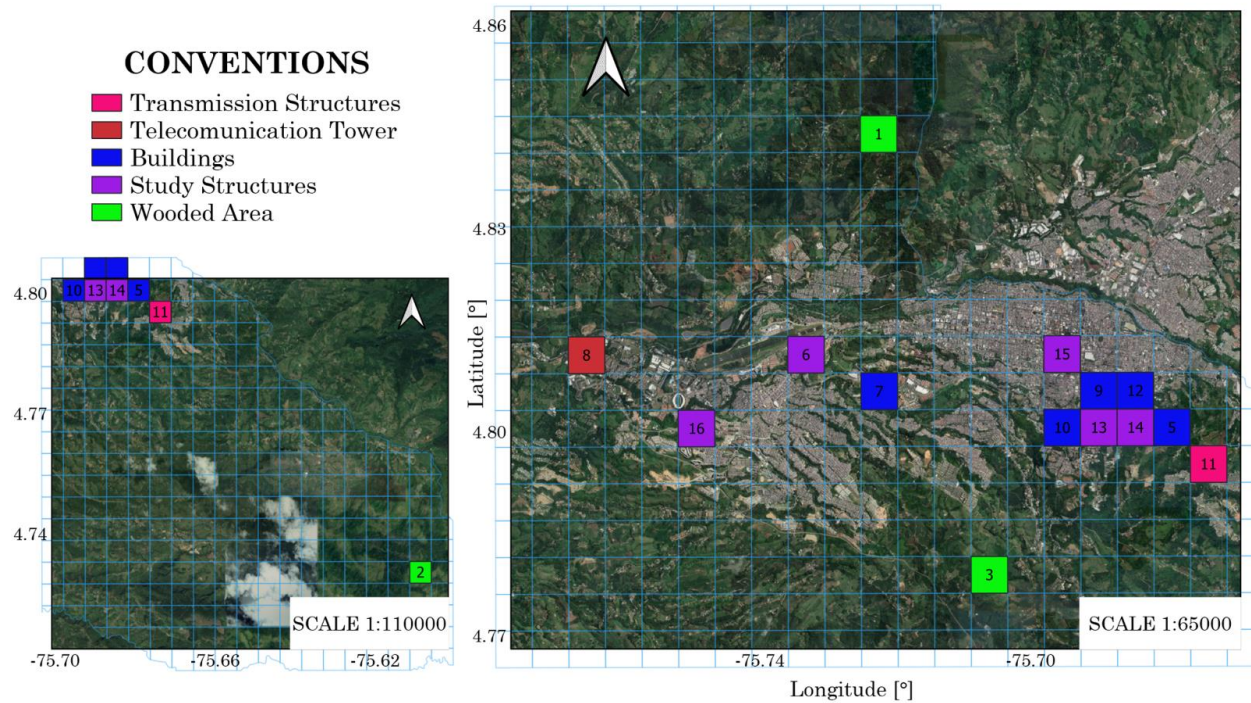 CONVENTIONS
Transmission Structures
Telecomunication Tower
Buildings
Study Structures
Wooded Area
4.80
4.77
4.74
10 13 14 5
11
2
SCALE 1:110000
-75.70 -75.66 -75.62
Latitude [°]
4.86
4.83
4.80
4.77
1
8 6 15
7 9 12
0
16 10 13 14 5
11
3
SCALE 1:65000
-75.74 -75.70
Longitude [°]